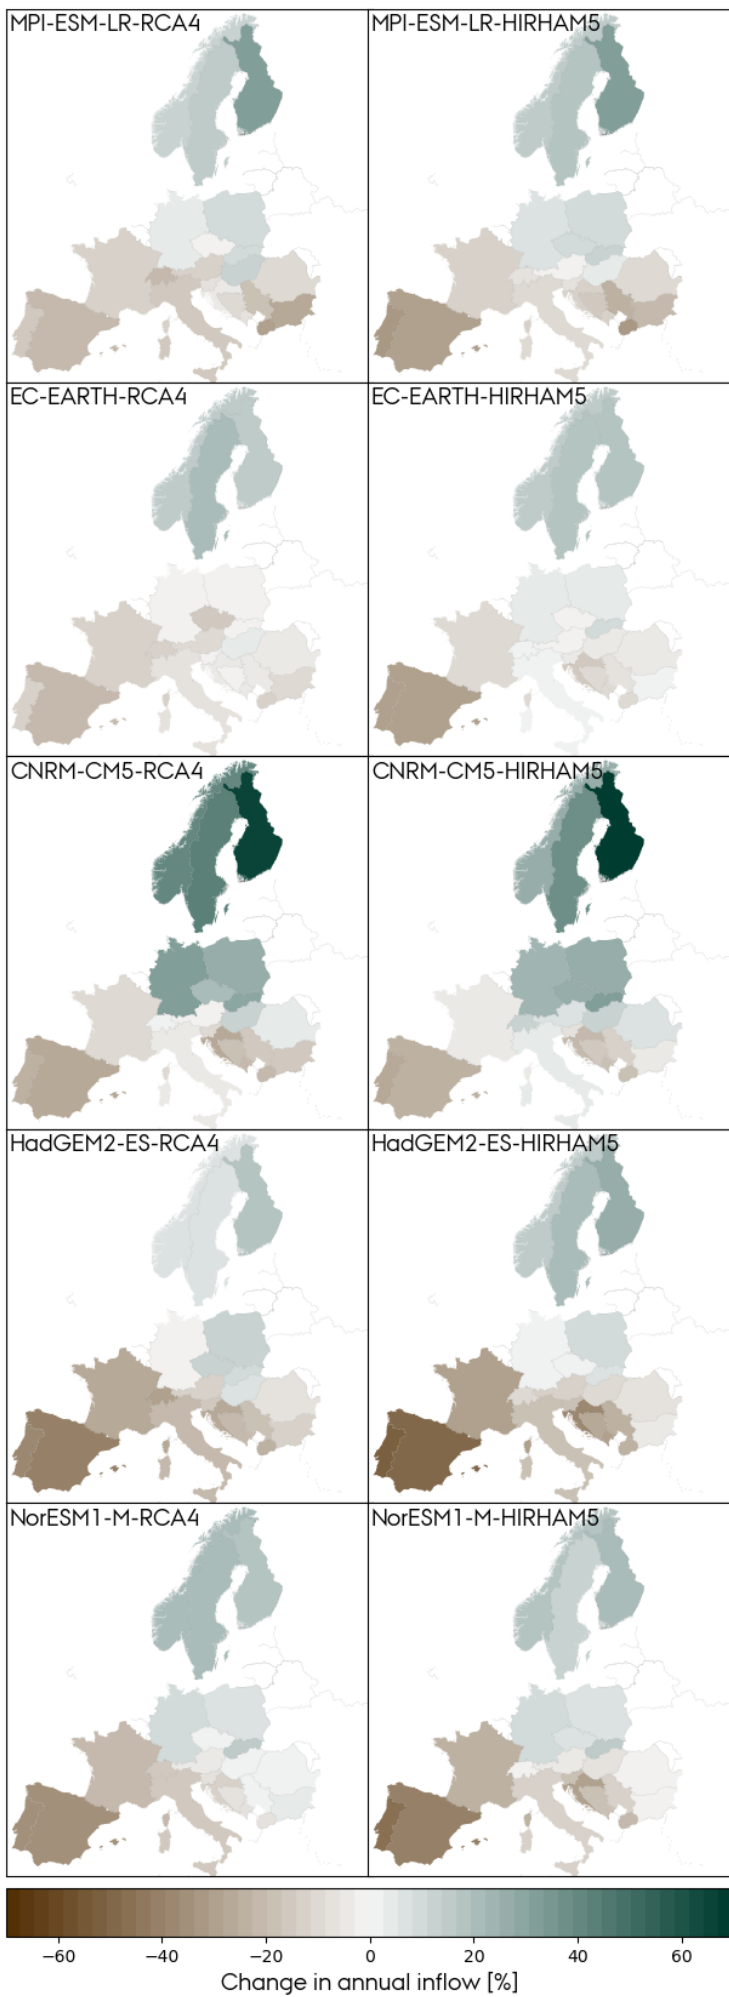 MPI-ESM-LR-RCA4
MPI-ESM-LR-HIRHAM5
EC-EARTH-RCA4
EC-EARTH-HIRHAM5
CNRM-CM5-RCA4
CNRM-CM5-HIRHAM5
HadGEM2-ES-RCA4
HadGEM2-ES-HIRHAM5
NorESM1-M-RCA4
NorESM1-M-HIRHAM5
−60 −40 −20 0 20 40 60
Change in annual inflow [%]